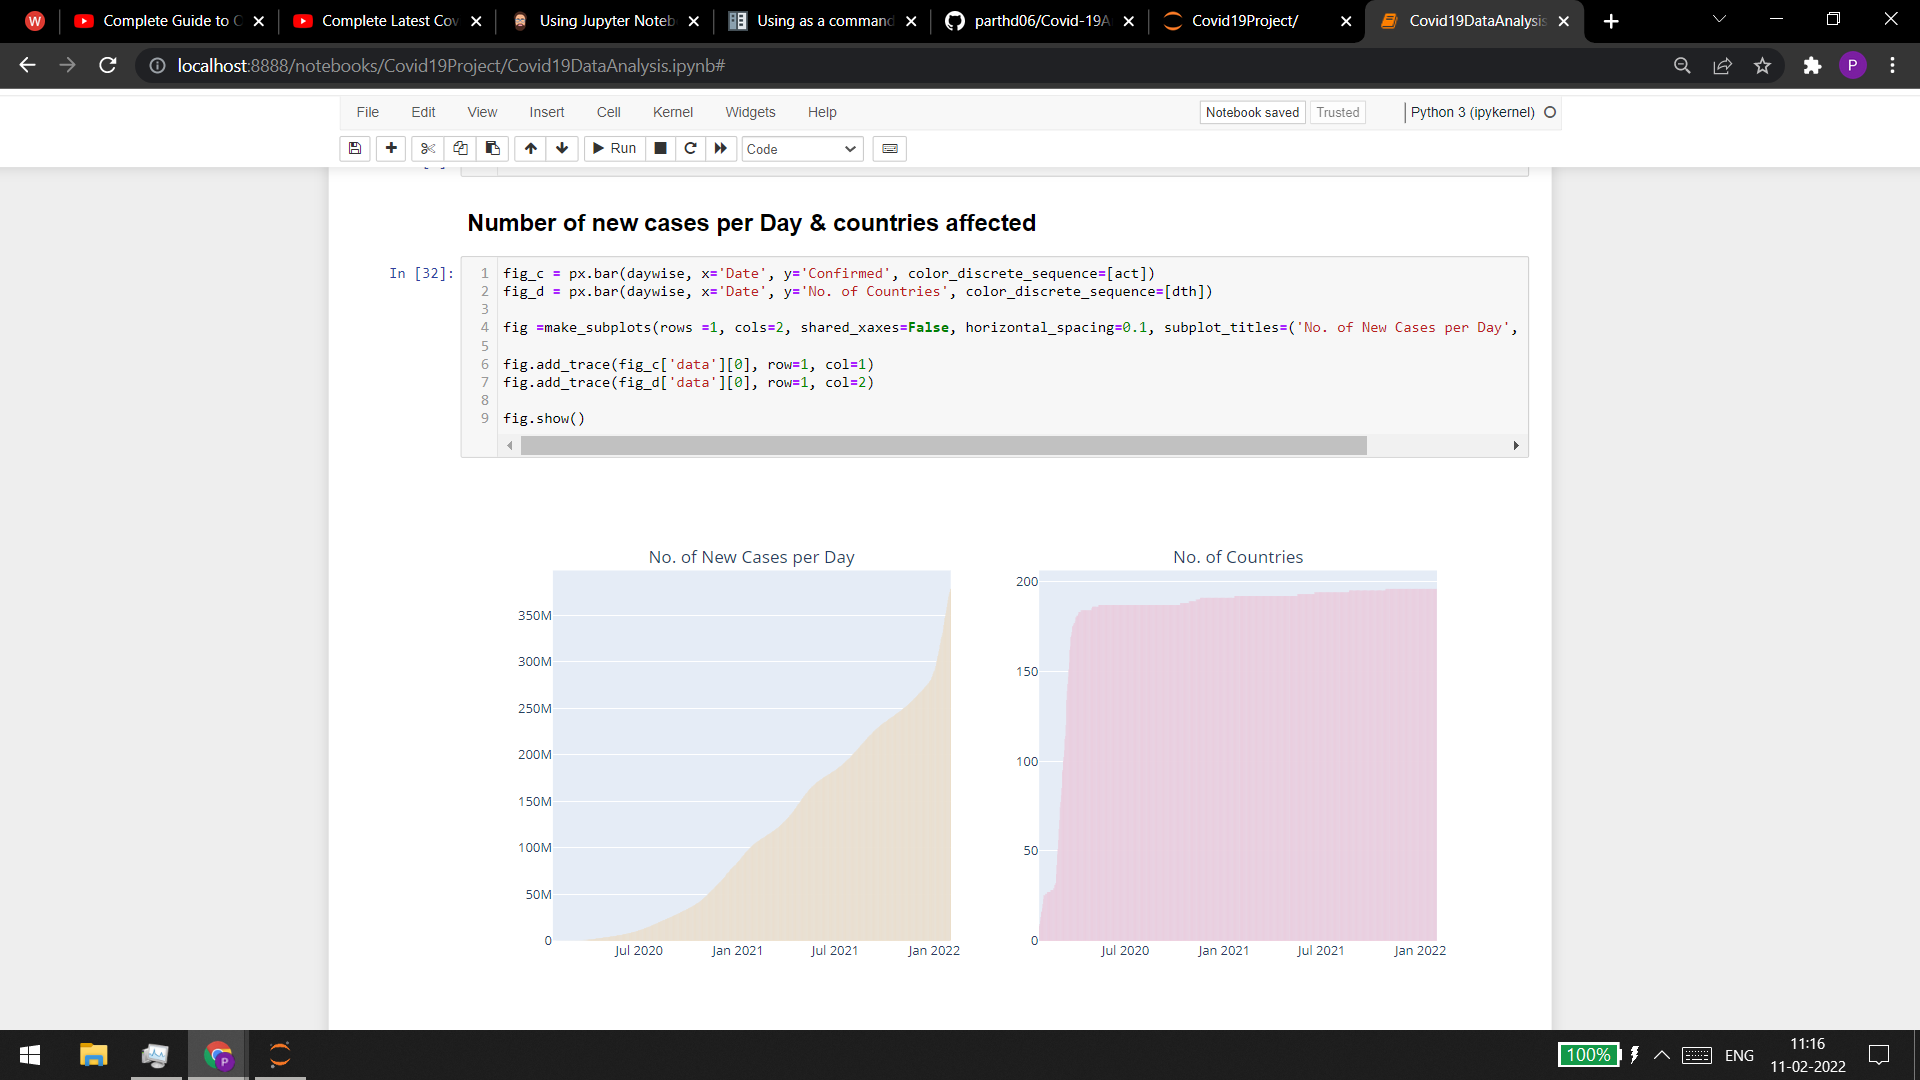 W
Complete Guide to C
Complete Latest Cov
Using Jupyter Noteb
Using as a command
parthd06/Covid-19A
Covid19Project/
Covid19DataAnalysis
localhost:8888/notebooks/Covid19Project/Covid19DataAnalysis.ipynb#
P
File Edit View Insert Cell Kernel Widgets Help
Notebook saved Trusted Python 3 (ipykernel)
Run Code
Number of new cases per Day & countries affected
In [32]:
1 fig_c = px.bar(daywise, x='Date', y='Confirmed', color_discrete_sequence=[act])
2 fig_d = px.bar(daywise, x='Date', y='No. of Countries', color_discrete_sequence=[dth])
3
4 fig =make_subplots(rows =1, cols=2, shared_xaxes=False, horizontal_spacing=0.1, subplot_titles=('No. of New Cases per Day',
5
6 fig.add_trace(fig_c['data'][0], row=1, col=1)
7 fig.add_trace(fig_d['data'][0], row=1, col=2)
8
9 fig.show()
No. of New Cases per Day
350M
300M
250M
200M
150M
100M
50M
0
Jul 2020 Jan 2021 Jul 2021 Jan 2022
No. of Countries
200
150
100
50
0
Jul 2020 Jan 2021 Jul 2021 Jan 2022
P
100%
ENG
11:16
11-02-2022